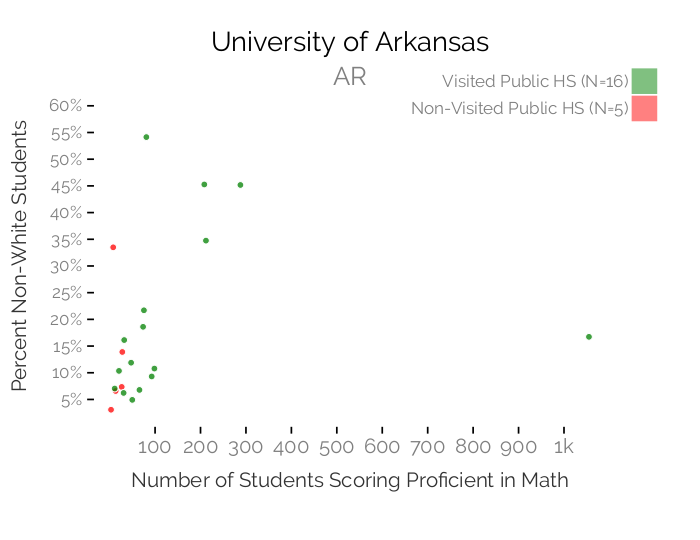 University of Arkansas
AR
Visited Public HS (N=16)
Non-Visited Public HS (N=5)
Percent Non-White Students
60%
55%
50%
45%
40%
35%
30%
25%
20%
15%
10%
5%
100 200 300 400 500 600 700 800 900 1k
Number of Students Scoring Proficient in Math